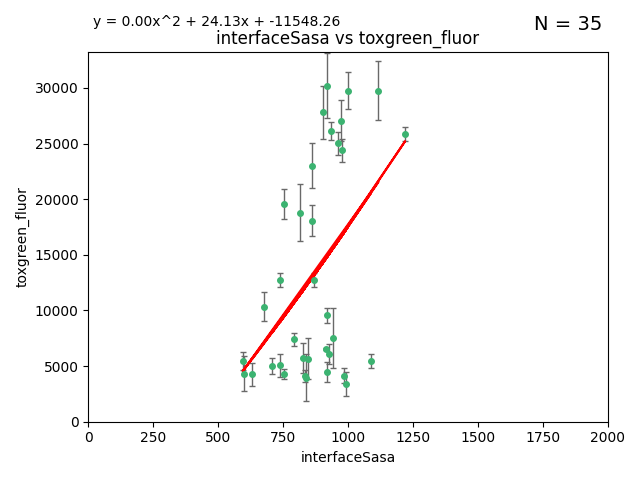 y = 0.00x^2 + 24.13x + -11548.26
N = 35
interfaceSasa vs toxgreen_fluor
30000
25000
20000
15000
10000
5000
0
toxgreen_fluor
0 250 500 750 1000 1250 1500 1750 2000
interfaceSasa